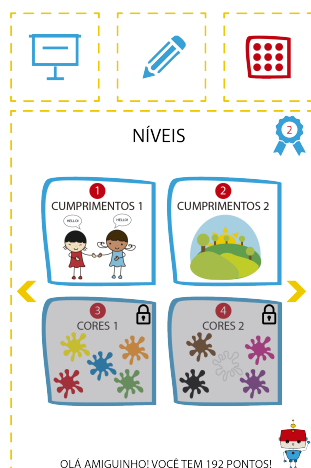 2
NÍVEIS
1
CUMPRIMENTOS 1
HELLO!
HELLO!
2
CUMPRIMENTOS 2
3
CORES 1
4
CORES 2
OLÁ AMIGUINHO! VOCÊ TEM 192 PONTOS!